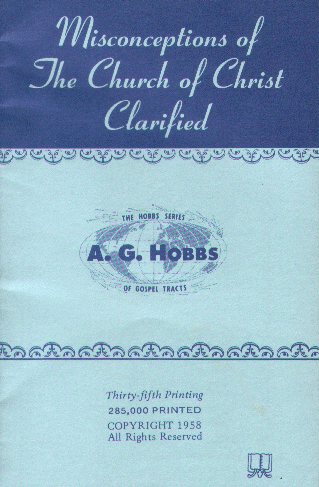 Misconceptions of
The Church of Christ
Clarified
THE HOBBS SERIES
A. G. HOBBS
OF GOSPEL TRACTS
Thirty-fifth Printing
285,000 PRINTED
COPYRIGHT 1958
All Rights Reserved